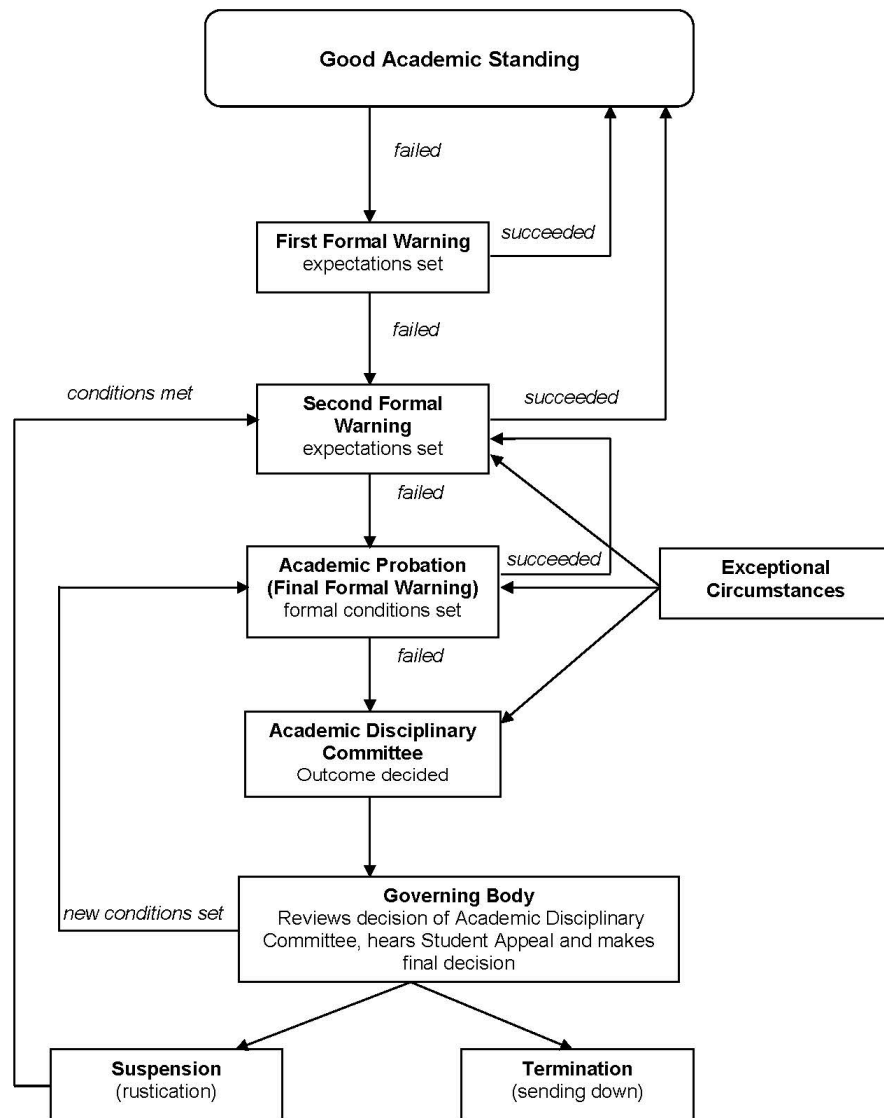 Good Academic Standing
failed
First Formal Warning
expectations set
succeeded
failed
conditions met
Second Formal
Warning
expectations set
succeeded
failed
Academic Probation
(Final Formal Warning)
formal conditions set
succeeded
Exceptional
Circumstances
failed
Academic Disciplinary
Committee
Outcome decided
new conditions set
Governing Body
Reviews decision of Academic Disciplinary
Committee, hears Student Appeal and makes
final decision
Suspension
(rustication)
Termination
(sending down)